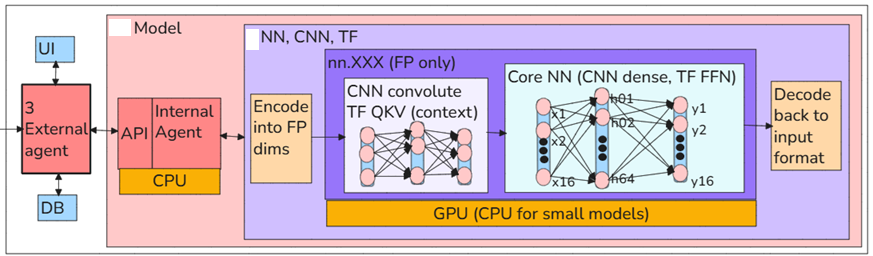 Model
NN, CNN, TF
UI
nn.XXX (FP only)
3
External
agent
API
Internal
Agent
CPU
DB
Encode
into FP
dims
CNN convolute
TF QKV (context)
Core NN (CNN dense, TF FFN)
x1
x2
x16
h01
h02
h64
y1
y2
y16
GPU (CPU for small models)
Decode
back to
input
format